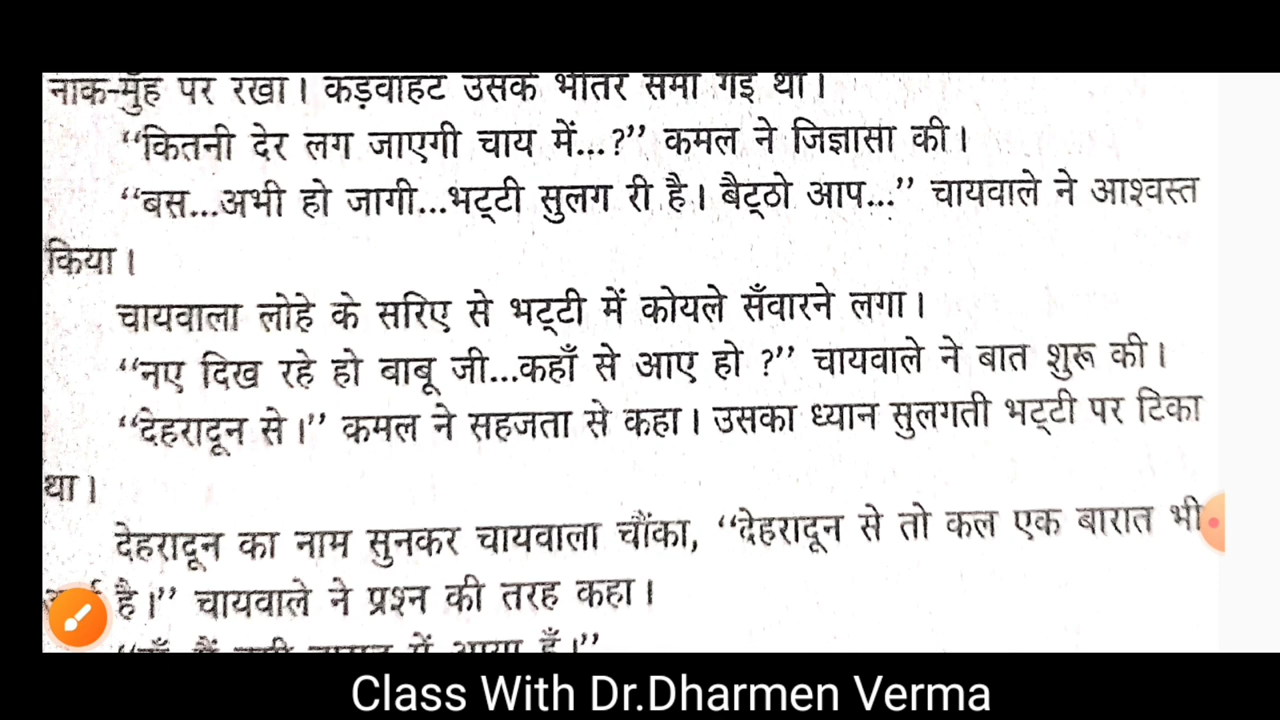 नाक-मुँह पर रखा। कड़वाहट उसके भीतर समा गई थी।
“कितनी देर लग जाएगी चाय में...?” कमल ने जिज्ञासा की।
“बस...अभी हो जागी...भट्टी सुलग री है। बैट्ठो आप...” चायवाले ने आश्वस्त
किया।
चायवाला लोहे के सरिए से भट्टी में कोयले सँवारने लगा।
“नए दिख रहे हो बाबू जी...कहाँ से आए हो ?” चायवाले ने बात शुरू की।
“देहरादून से।” कमल ने सहजता से कहा। उसका ध्यान सुलगती भट्टी पर टिका
था।
देहरादून का नाम सुनकर चायवाला चौंका, “देहरादून से तो कल एक बारात भी
है।” चायवाले ने प्रश्न की तरह कहा।
में आया हूँ।”
Class With Dr.Dharmen Verma